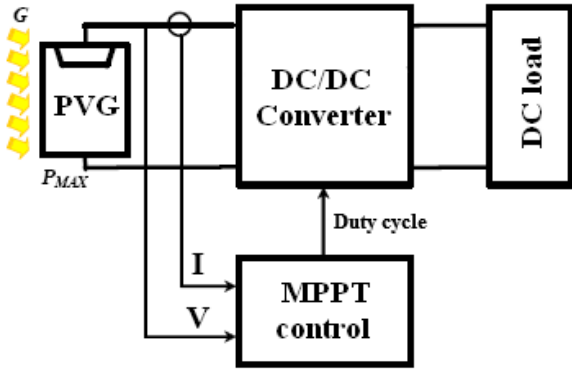 G
PVG
P_MAX
DC/DC
Converter
DC load
Duty cycle
I
V
MPPT
control